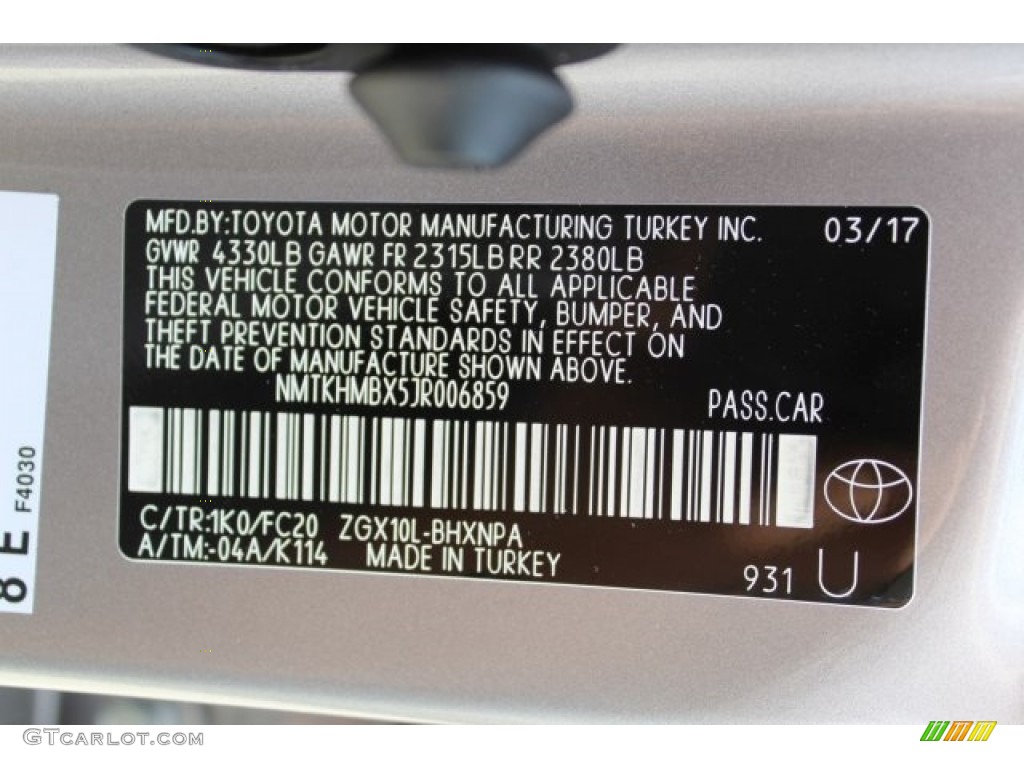 MFD.BY:TOYOTA MOTOR MANUFACTURING TURKEY INC. 03/17
GVWR 4330LB GAWR FR 2315LB RR 2380LB
THIS VEHICLE CONFORMS TO ALL APPLICABLE
FEDERAL MOTOR VEHICLE SAFETY, BUMPER, AND
THEFT PREVENTION STANDARDS IN EFFECT ON
THE DATE OF MANUFACTURE SHOWN ABOVE.
NMTKHMBX5JR006859 PASS.CAR
C/TR:1K0/FC20 ZGX10L-BHXNPA
A/TM:-04A/K114 MADE IN TURKEY
931 U
F4030
8 E
GTCARLOT.COM